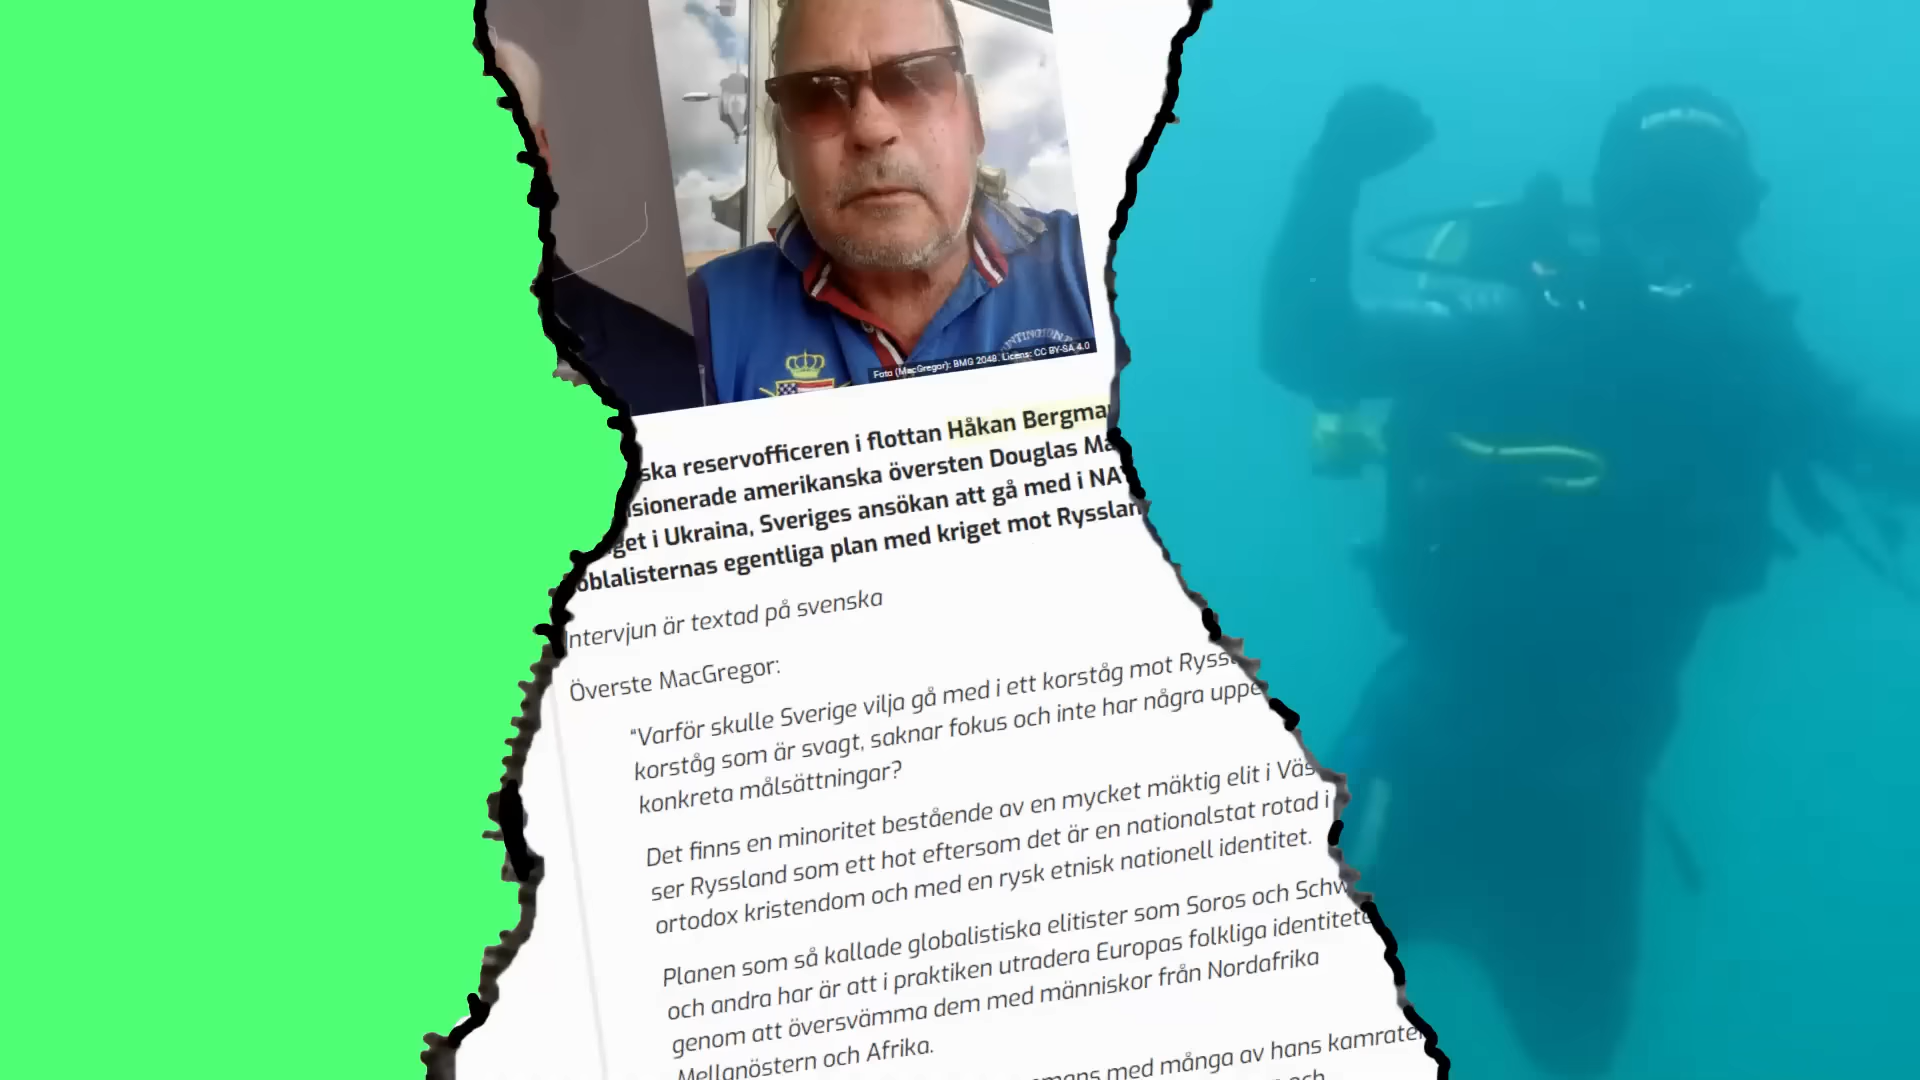 NTINGTON
Foto (MacGregor): BMG 2048. Licens: CC BY-SA 4.0
ska reservofficeren i flottan Håkan Bergma
sionerade amerikanska översten Douglas Ma
get i Ukraina, Sveriges ansökan att gå med i NA
oblalisternas egentliga plan med kriget mot Ryssland
Intervjun är textad på svenska
Överste MacGregor:
"Varför skulle Sverige vilja gå med i ett korståg mot Ryssl
korståg som är svagt, saknar fokus och inte har några uppe
konkreta målsättningar?
Det finns en minoritet bestående av en mycket mäktig elit i Väs
ser Ryssland som ett hot eftersom det är en nationalstat rotad i
ortodox kristendom och med en rysk etnisk nationell identitet.
Planen som så kallade globalistiska elitister som Soros och Schw
och andra har är att i praktiken utradera Europas folkliga identitete
genom att översvämma dem med människor från Nordafrika
Mellanöstern och Afrika.
mans med många av hans kamrater
och